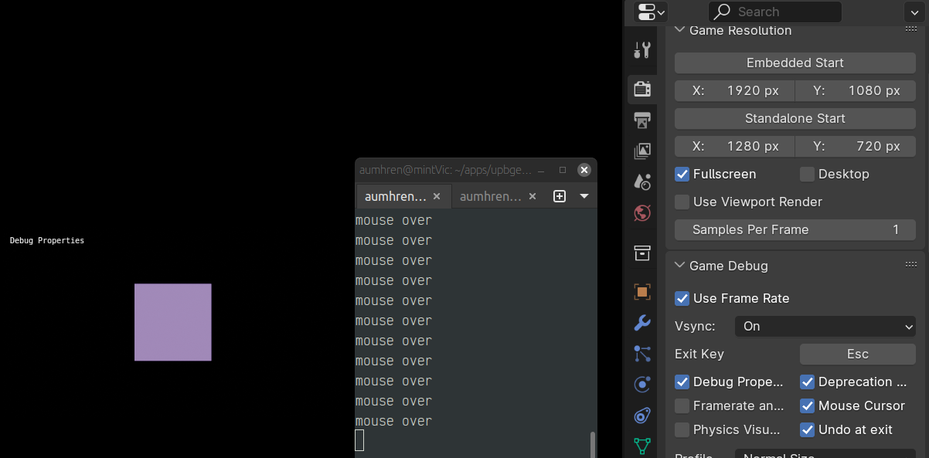 Debug Properties
aumhren@mintVic: ~/apps/upbge...
aumhren...
aumhren...
mouse over
mouse over
mouse over
mouse over
mouse over
mouse over
mouse over
mouse over
mouse over
mouse over
mouse over
Search
Game Resolution
Embedded Start
X: 1920 px Y: 1080 px
Standalone Start
X: 1280 px Y: 720 px
Fullscreen Desktop
Use Viewport Render
Samples Per Frame 1
Game Debug
Use Frame Rate
Vsync: On
Exit Key Esc
Debug Prope... Deprecation ...
Framerate an... Mouse Cursor
Physics Visu... Undo at exit